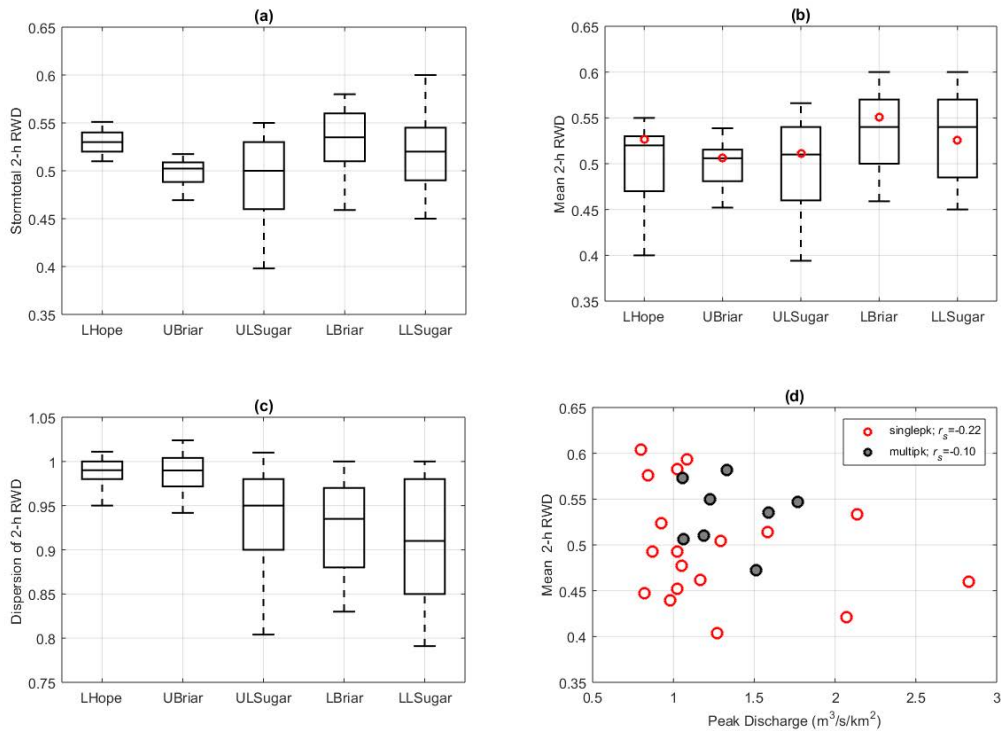 (a)
Stormtotal 2-h RWD
0.65
0.6
0.55
0.5
0.45
0.4
0.35
LHope UBriar ULSugar LBriar LLSugar
(b)
Mean 2-h RWD
0.65
0.6
0.55
0.5
0.45
0.4
0.35
LHope UBriar ULSugar LBriar LLSugar
(c)
Dispersion of 2-h RWD
1.05
1
0.95
0.9
0.85
0.8
0.75
LHope UBriar ULSugar LBriar LLSugar
(d)
Mean 2-h RWD
0.65
0.6
0.55
0.5
0.45
0.4
0.35
singlepk; r_s=-0.22
multipk; r_s=-0.10
0.5 1 1.5 2 2.5 3
Peak Discharge (m³/s/km²)